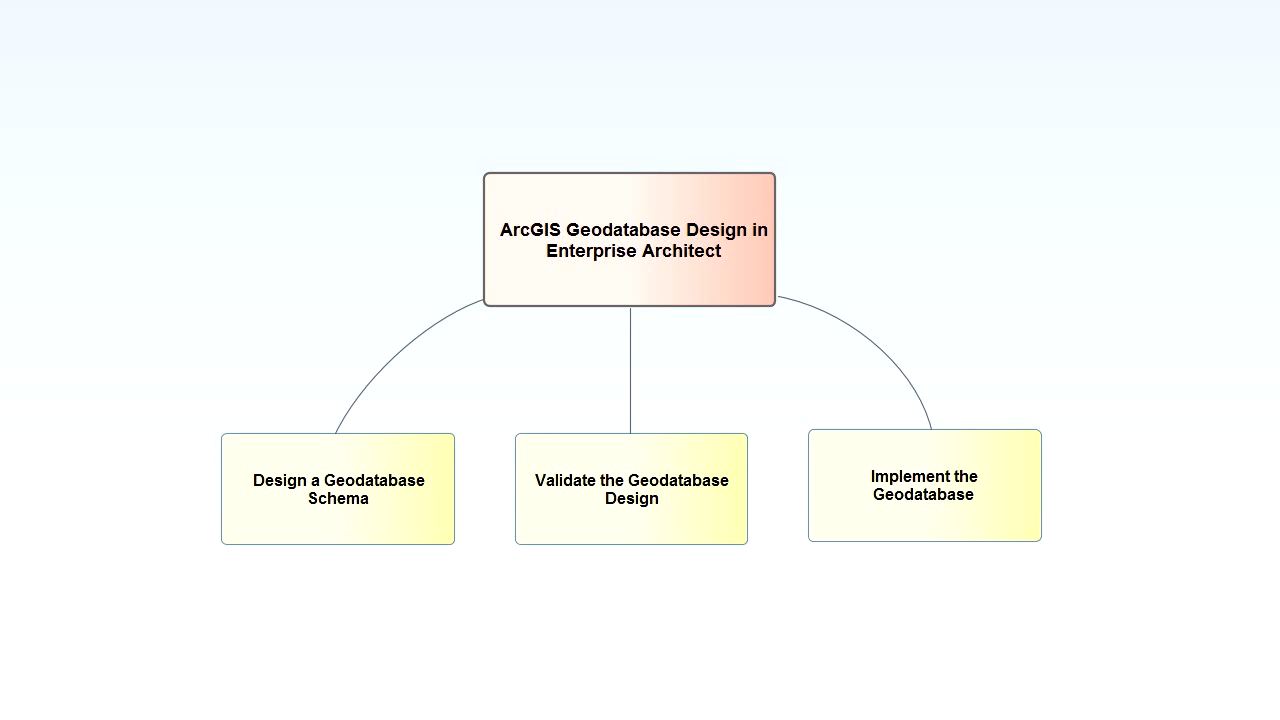 ArcGIS Geodatabase Design in
Enterprise Architect
Design a Geodatabase
Schema
Validate the Geodatabase
Design
Implement the
Geodatabase